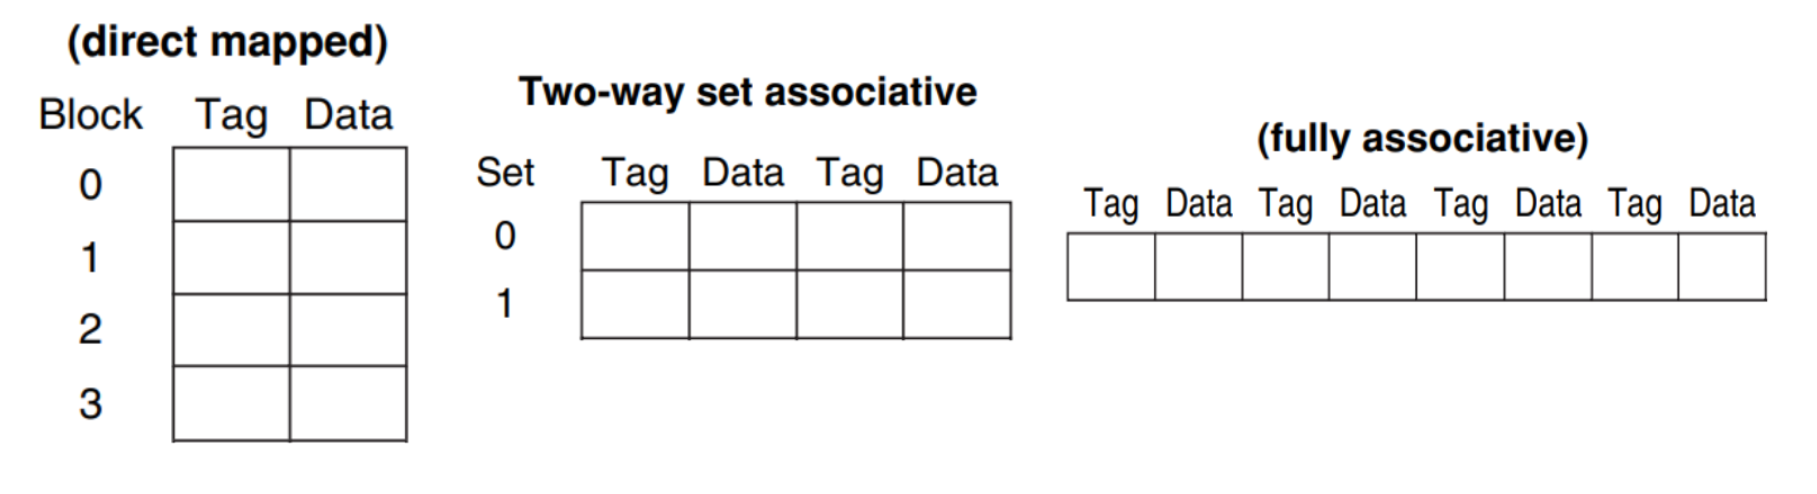 (direct mapped)
Block Tag Data
0
1
2
3
Two-way set associative
Set Tag Data Tag Data
0
1
(fully associative)
Tag Data Tag Data Tag Data Tag Data